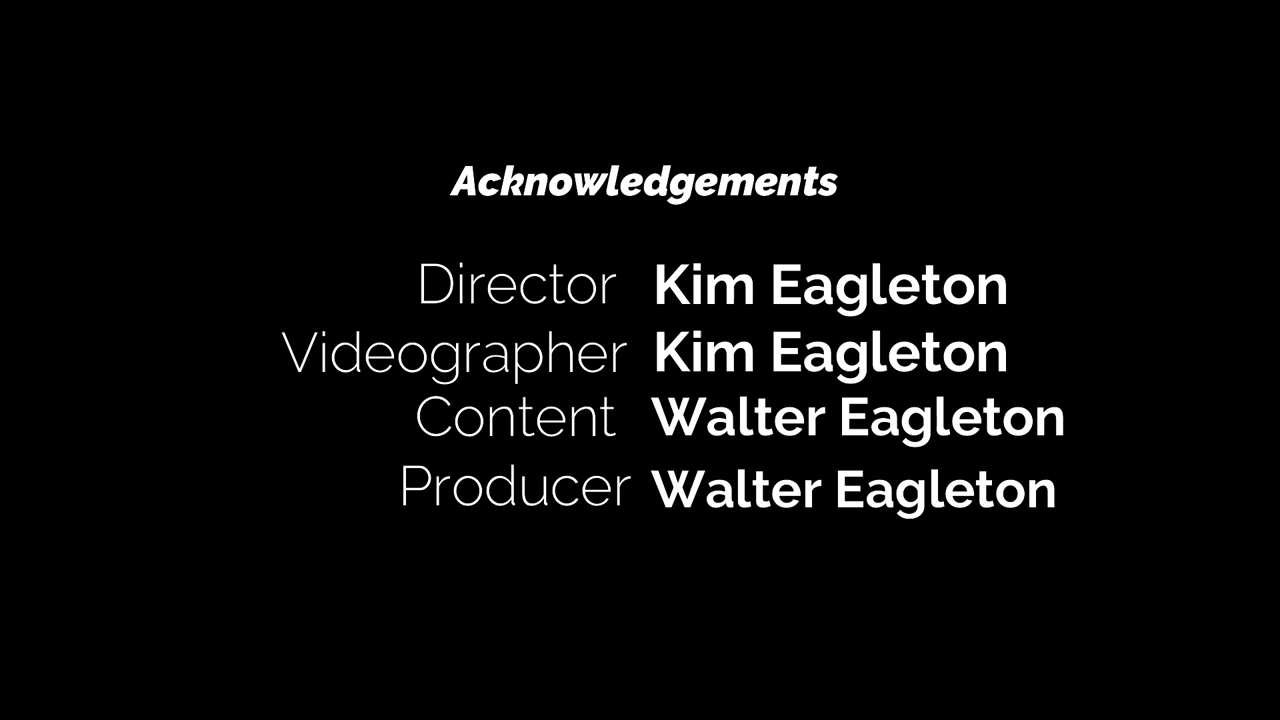 Acknowledgements
Director Kim Eagleton
Videographer Kim Eagleton
Content Walter Eagleton
Producer Walter Eagleton